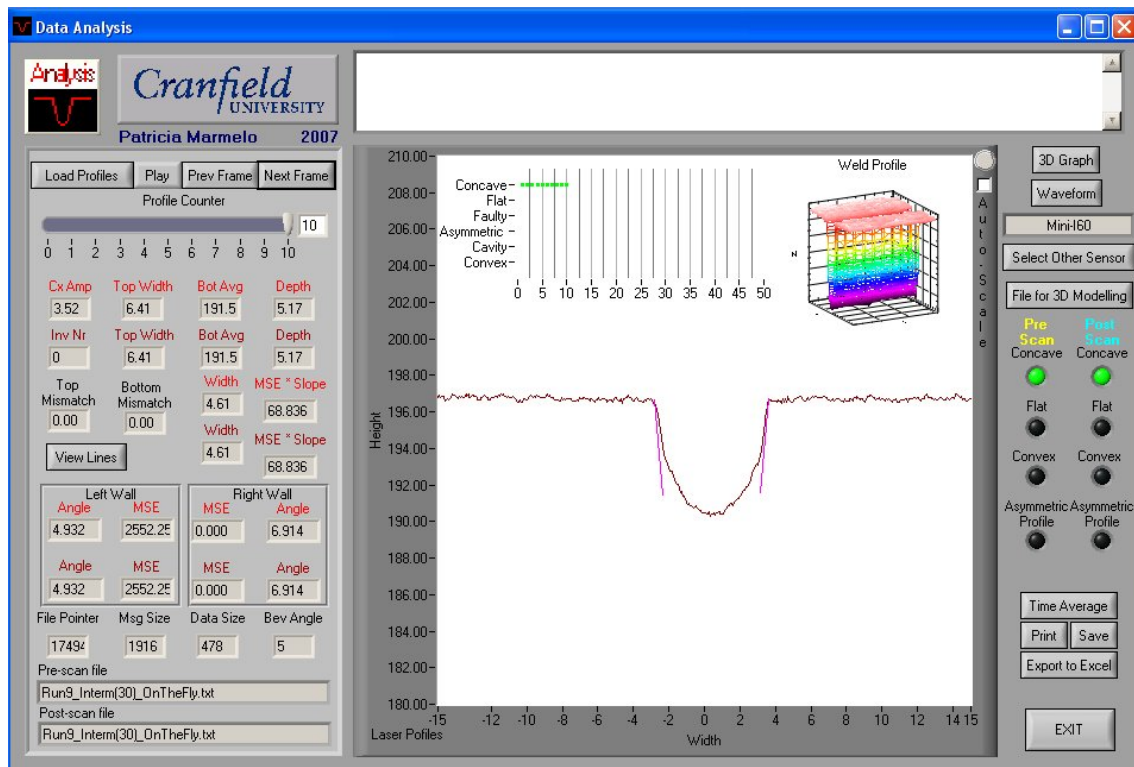 Data Analysis
Analysis
Cranfield
UNIVERSITY
Patricia Marmelo 2007
Load Profiles Play Prev Frame Next Frame
Profile Counter
10
0 1 2 3 4 5 6 7 8 9 10
Cx Amp Top Width Bot Avg Depth
3.52 6.41 191.5 5.17
Inv Nr Top Width Bot Avg Depth
0 6.41 191.5 5.17
Top Mismatch Bottom Mismatch Width MSE * Slope
0.00 0.00 4.61 68.836
Width MSE * Slope
4.61 68.836
View Lines
Left Wall Right Wall
Angle MSE MSE Angle
4.932 2552.25 0.000 6.914
Angle MSE MSE Angle
4.932 2552.25 0.000 6.914
File Pointer Msg Size Data Size Bev Angle
1916 478 5
Pre-scan file
Run9_Interm(30)_OnTheFly.txt
Post-scan file
Run9_Interm(30)_OnTheFly.txt
210.00
208.00
206.00
204.00
202.00
200.00
198.00
196.00
194.00
192.00
190.00
188.00
186.00
184.00
182.00
180.00
Height
-15 -12 -10 -8 -6 -4 -2 0 2 4 6 8 10 12 14 15
Width
Laser Pofiles
Concave
Flat
Faulty
Asymmetric
Cavity
Convex
0 5 10 15 20 25 30 35 40 45 50
Weld Profile
N
Auto-Scale
3D Graph
Waveform
Mini-I60
Select Other Sensor
File for 3D Modelling
Pre Scan Post Scan
Concave Concave
Flat Flat
Convex Convex
Asymmetric Profile Asymmetric Profile
Time Average
Print Save
Export to Excel
EXIT